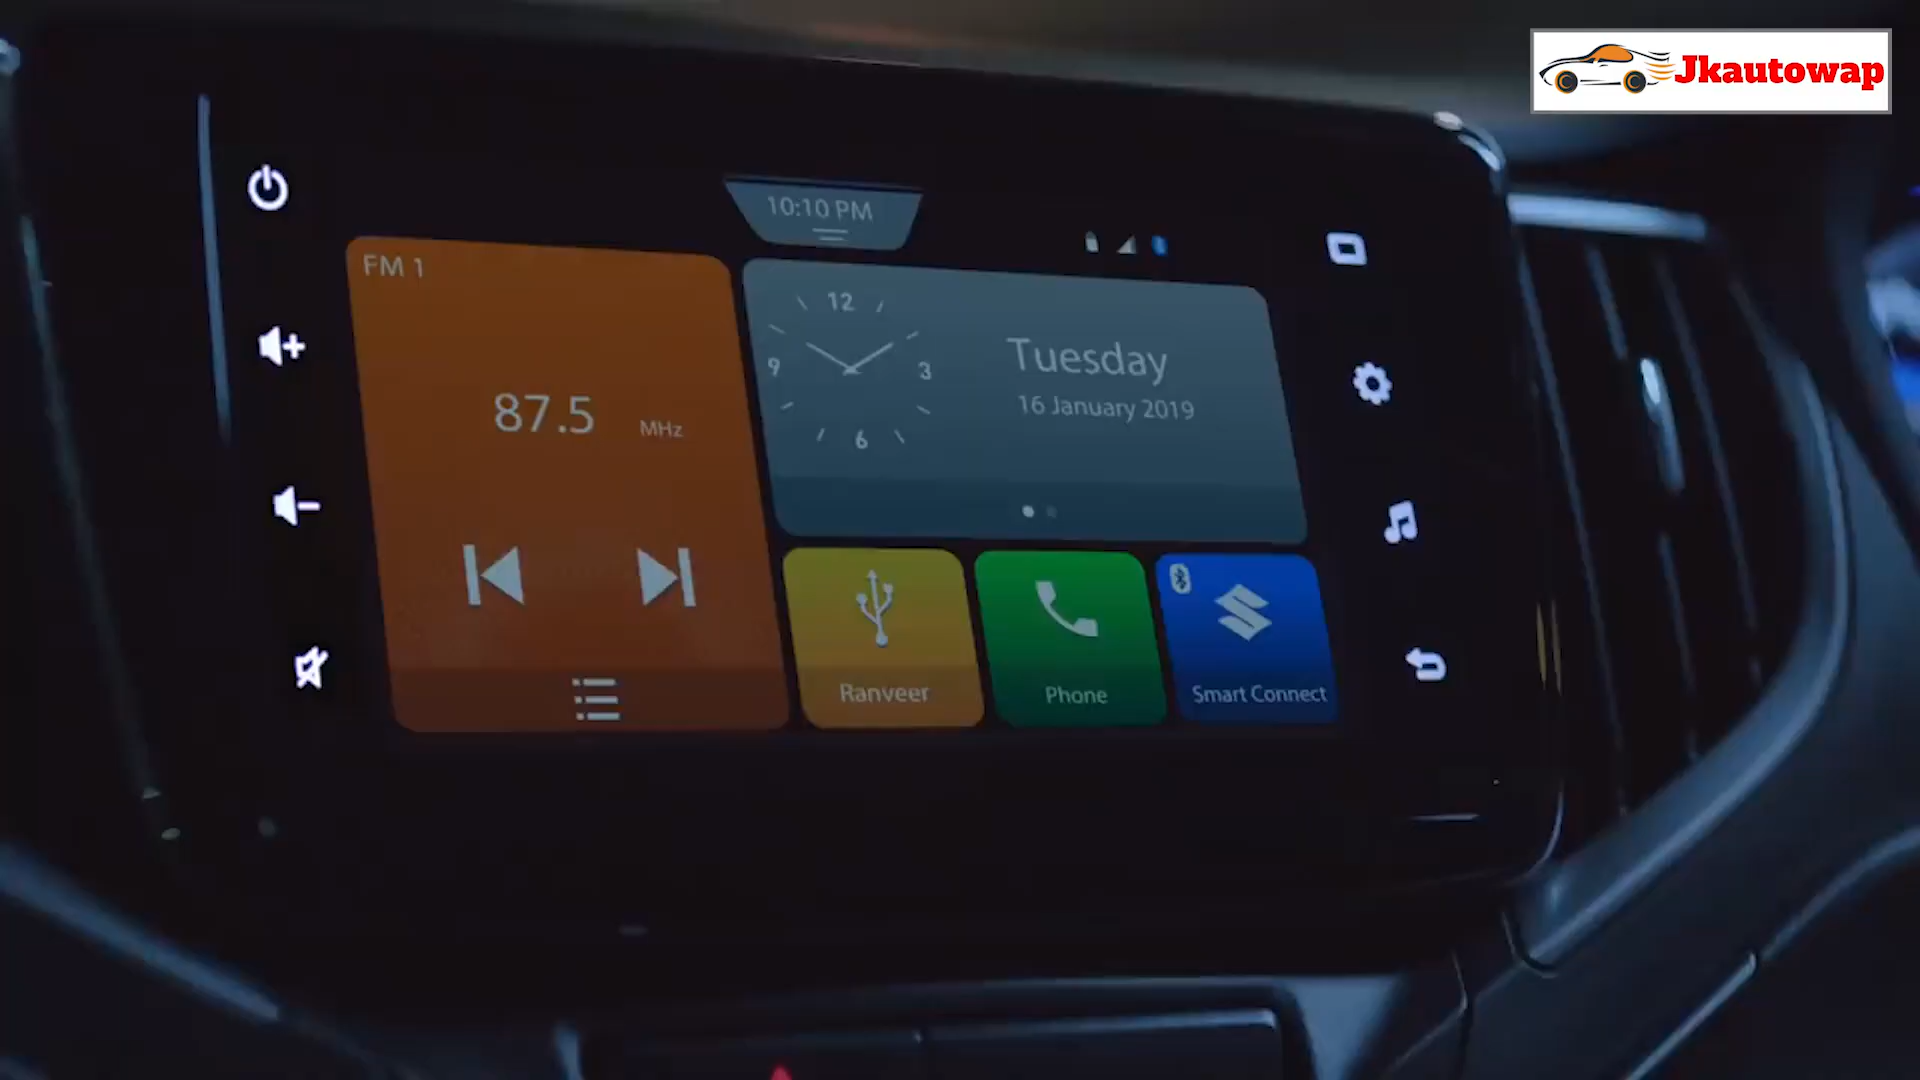 Jkautowap
10:10 PM
FM 1
87.5 MHz
12
9
3
6
Tuesday
16 January 2019
Ranveer
Phone
Smart Connect